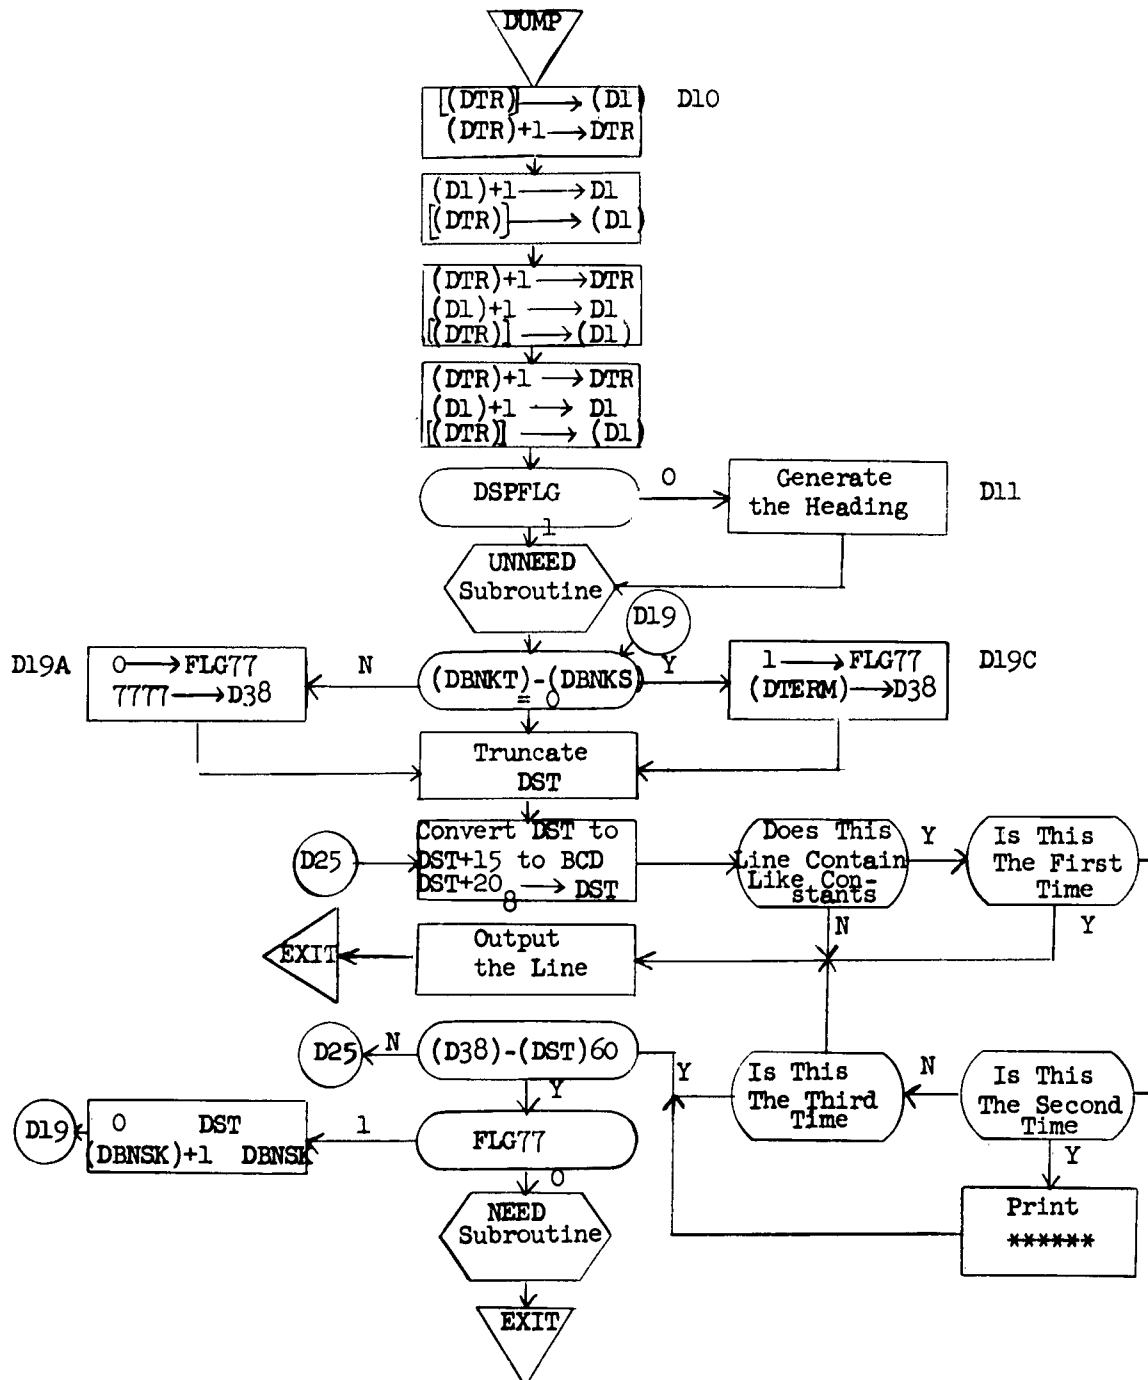 DUMP
[(DTR)] → (D1) D10
(DTR)+1 → DTR
(D1)+1 → D1
[(DTR)] → (D1)
(DTR)+1 → DTR
(D1)+1 → D1
[(DTR)] → (D1)
(DTR)+1 → DTR
(D1)+1 → D1
[(DTR)] → (D1)
DSPFLG
0
1
Generate
the Heading
D11
UNNEED
Subroutine
D19
D19A
0 → FLG77
7777 → D38
N
(DBNKT)-(DBNKS)
= 0
Y
1 → FLG77
(DTERM) → D38
D19C
Truncate
DST
D25
Convert DST to
DST+15 to BCD
DST+20 → DST
8
Does This
Line Contain
Like Con-
stants
Y
Is This
The First
Time
N
Y
EXIT
Output
the Line
D25
N
(D38)-(DST)60
Y
Y
Is This
The Third
Time
N
Is This
The Second
Time
Y
D19
0 DST
(DBNSK)+1 DBNSK
1
FLG77
0
Print
******
NEED
Subroutine
EXIT